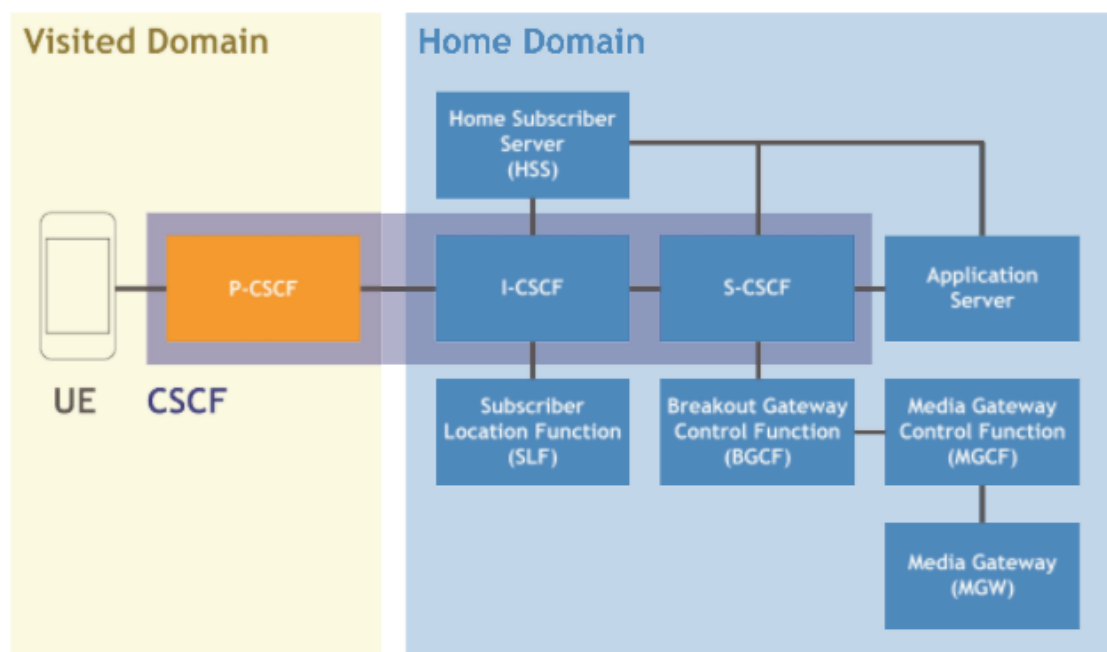 Visited Domain
Home Domain
Home Subscriber
Server
(HSS)
P-CSCF
I-CSCF
S-CSCF
Application
Server
UE
CSCF
Subscriber
Location Function
(SLF)
Breakout Gateway
Control Function
(BGCF)
Media Gateway
Control Function
(MGCF)
Media Gateway
(MGW)